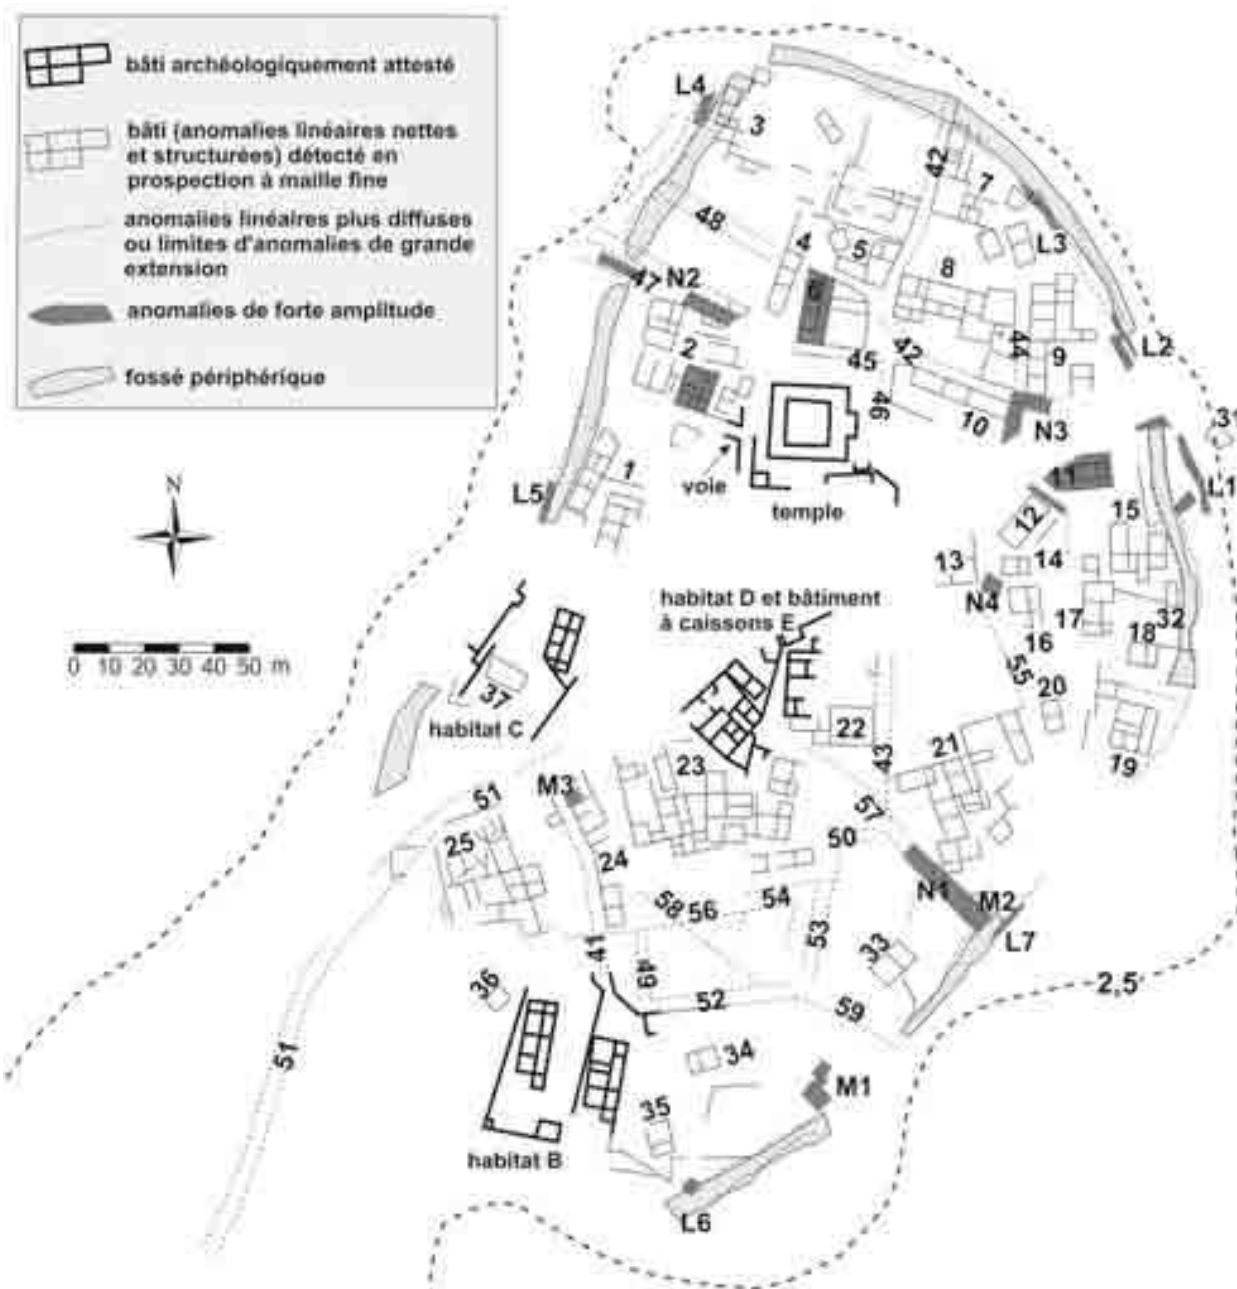 bâti archéologiquement attesté
bâti (anomalies linéaires nettes
et structurées) détecté en
prospection à maille fine
anomalies linéaires plus diffuses
ou limites d'anomalies de grande
extension
anomalies de forte amplitude
fossé périphérique
N
0 10 20 30 40 50 m
L4
3
42
7
48
4
5
L3
8
47
N2
6
2
45
42
44
9
L2
46
10
N3
31
voie
temple
1
L5
11
L1
12
15
13
14
N4
16
17
18
32
55
20
19
habitat D et bâtiment
à caissons E
37
habitat C
22
43
21
23
M3
51
57
50
25
24
N1
M2
L7
58
56
54
53
33
41
49
36
52
59
2,5
51
34
M1
35
habitat B
L6